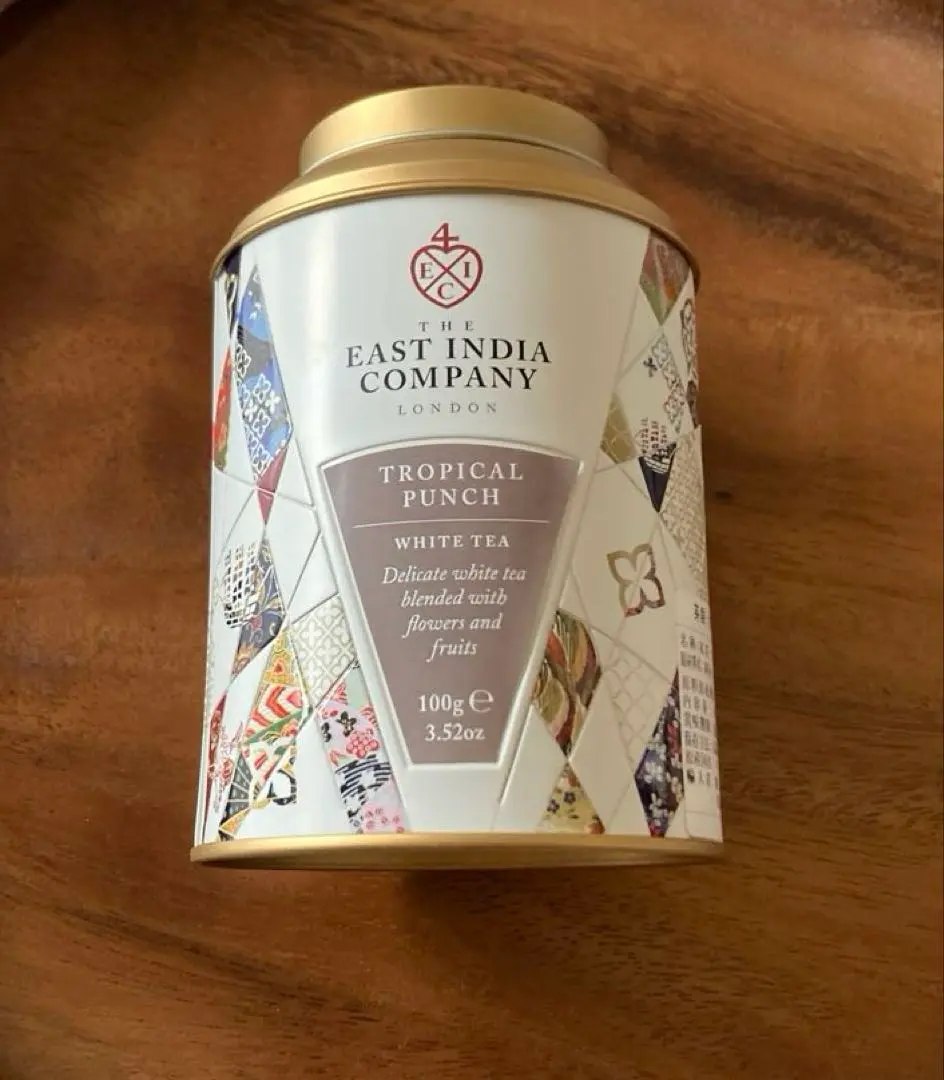 4
E I
C
THE
EAST INDIA
COMPANY
LONDON
TROPICAL
PUNCH
WHITE TEA
Delicate white tea
blended with
flowers and
fruits
100g ℮
3.52oz